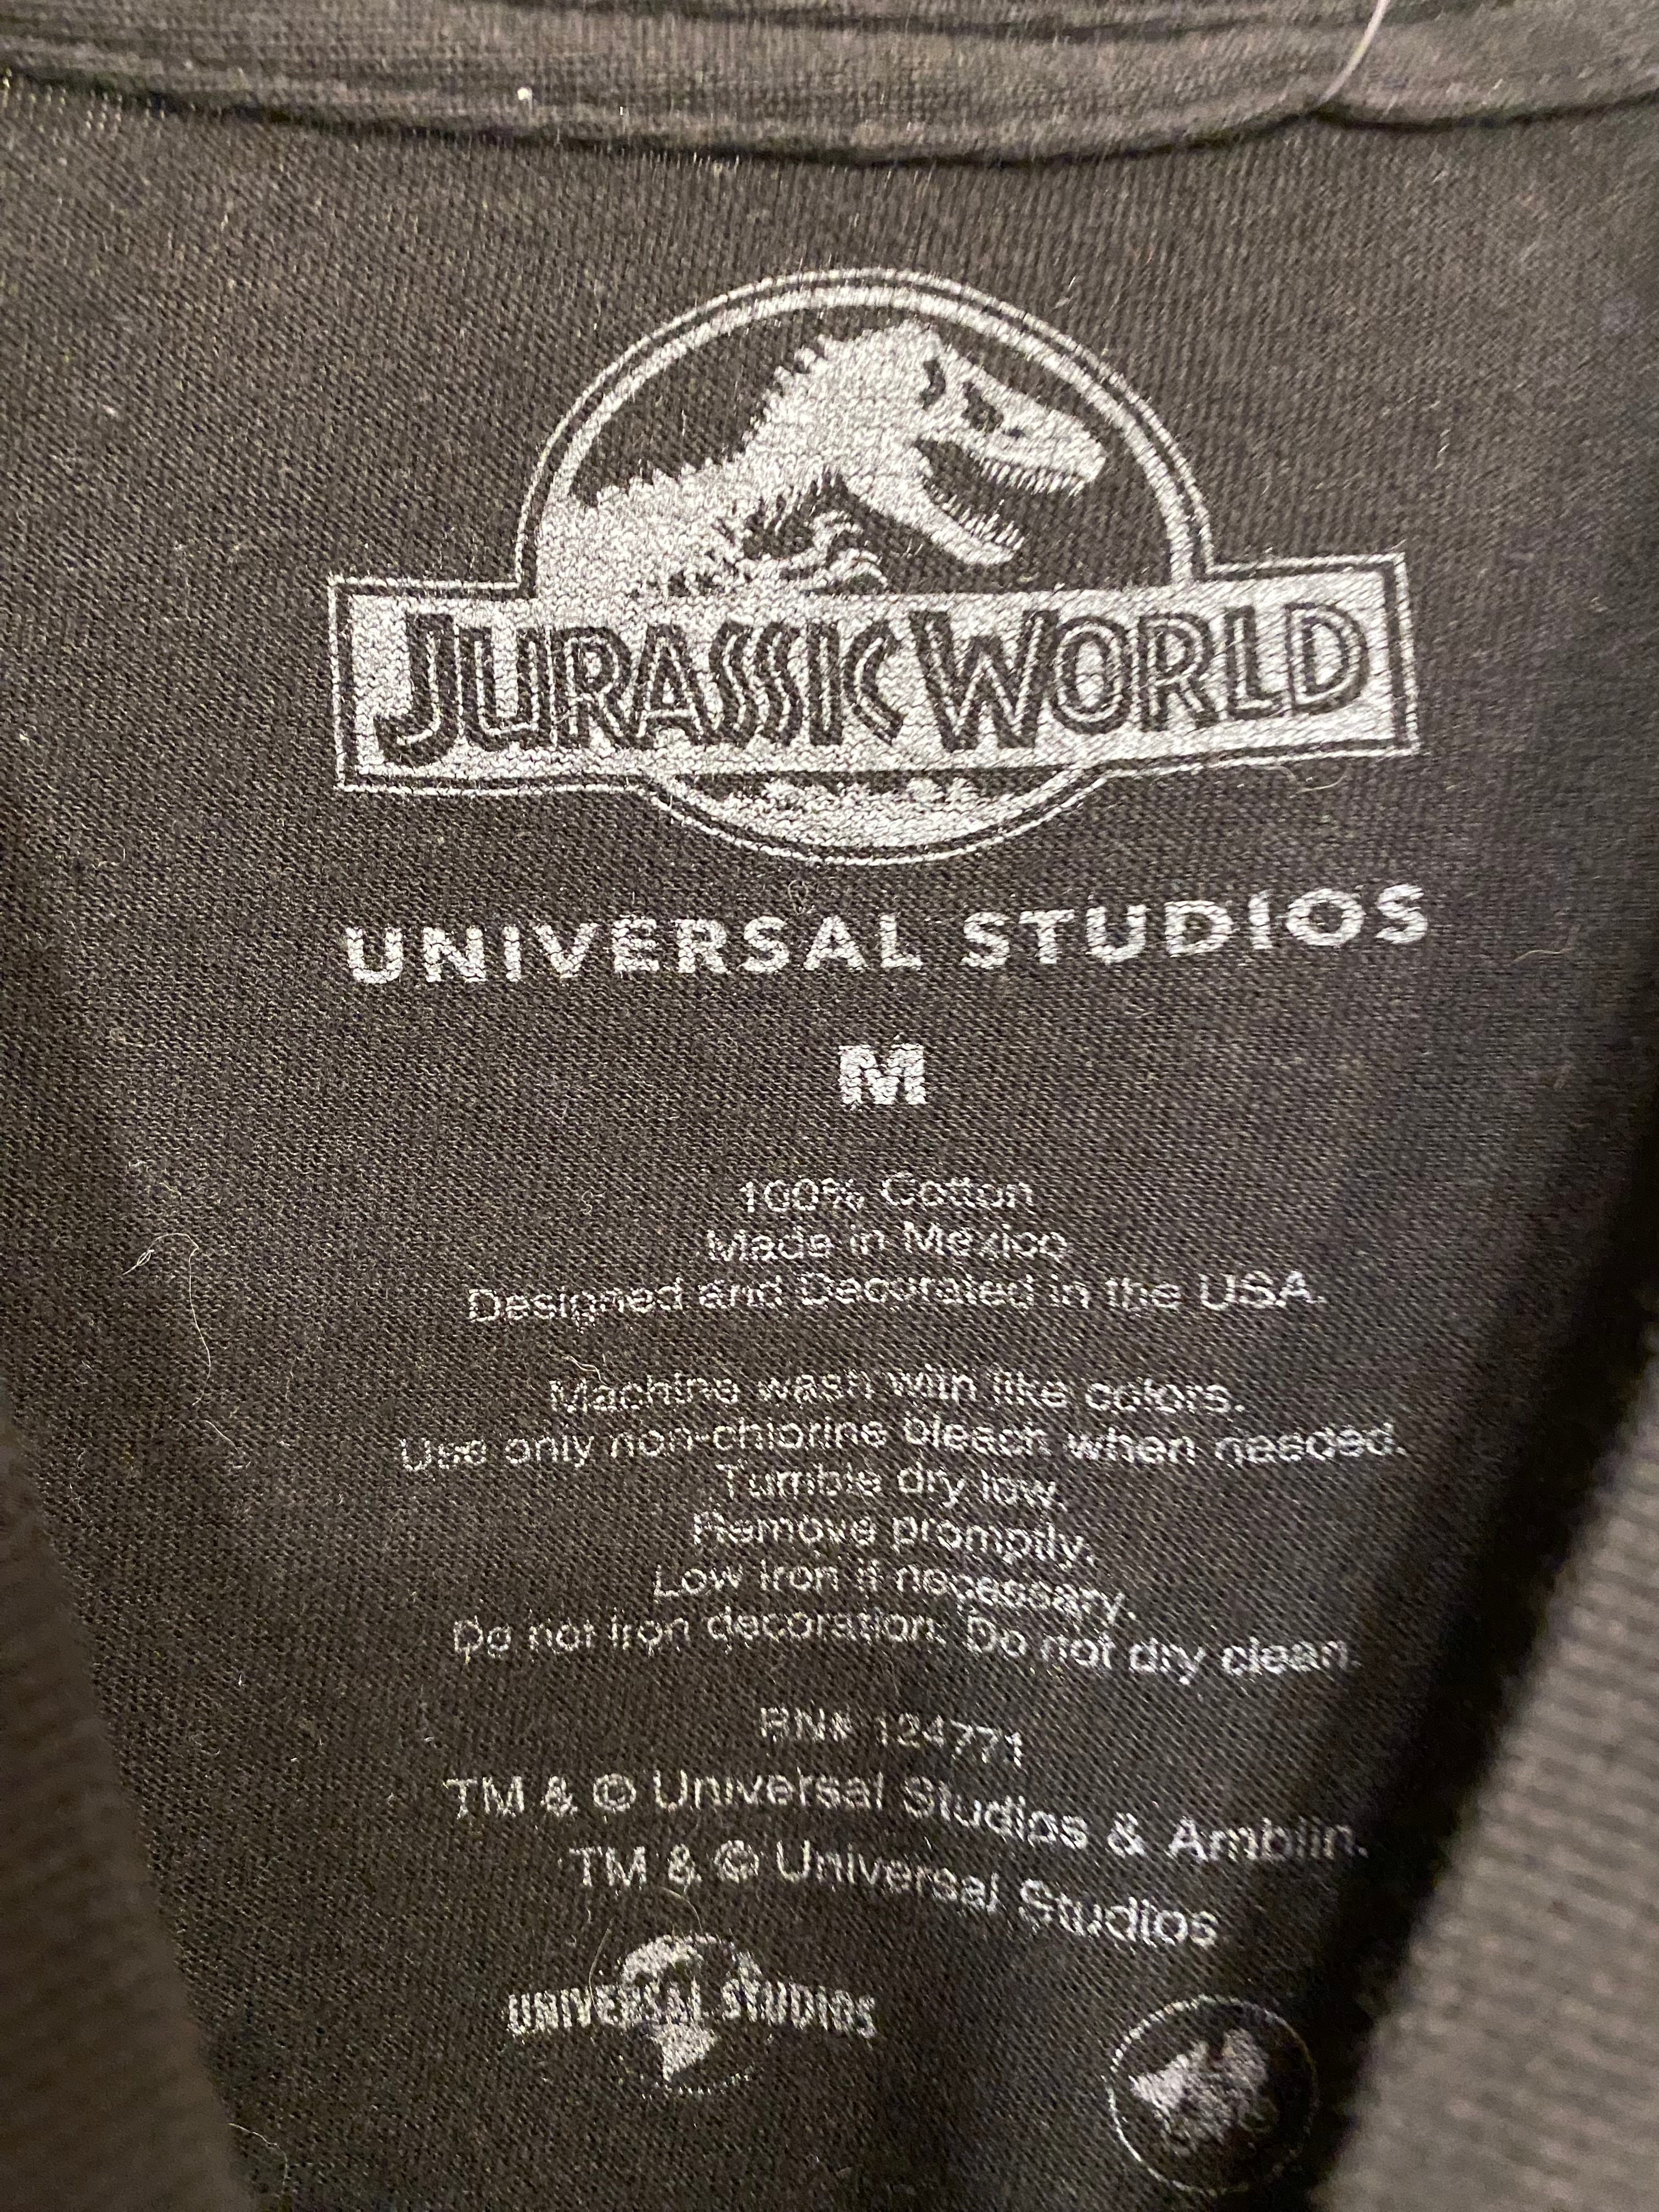 JURASSIC WORLD
UNIVERSAL STUDIOS
M
100% Cotton
Made in Mexico
Designed and Decorated in the USA.
Machine wash with like colors.
Use only non-chlorine bleach when needed.
Tumble dry low.
Remove promptly.
Low iron if necessary.
Do not iron decoration. Do not dry clean.
RN# 124771
TM & © Universal Studios & Amblin.
TM & © Universal Studios
UNIVERSAL STUDIOS